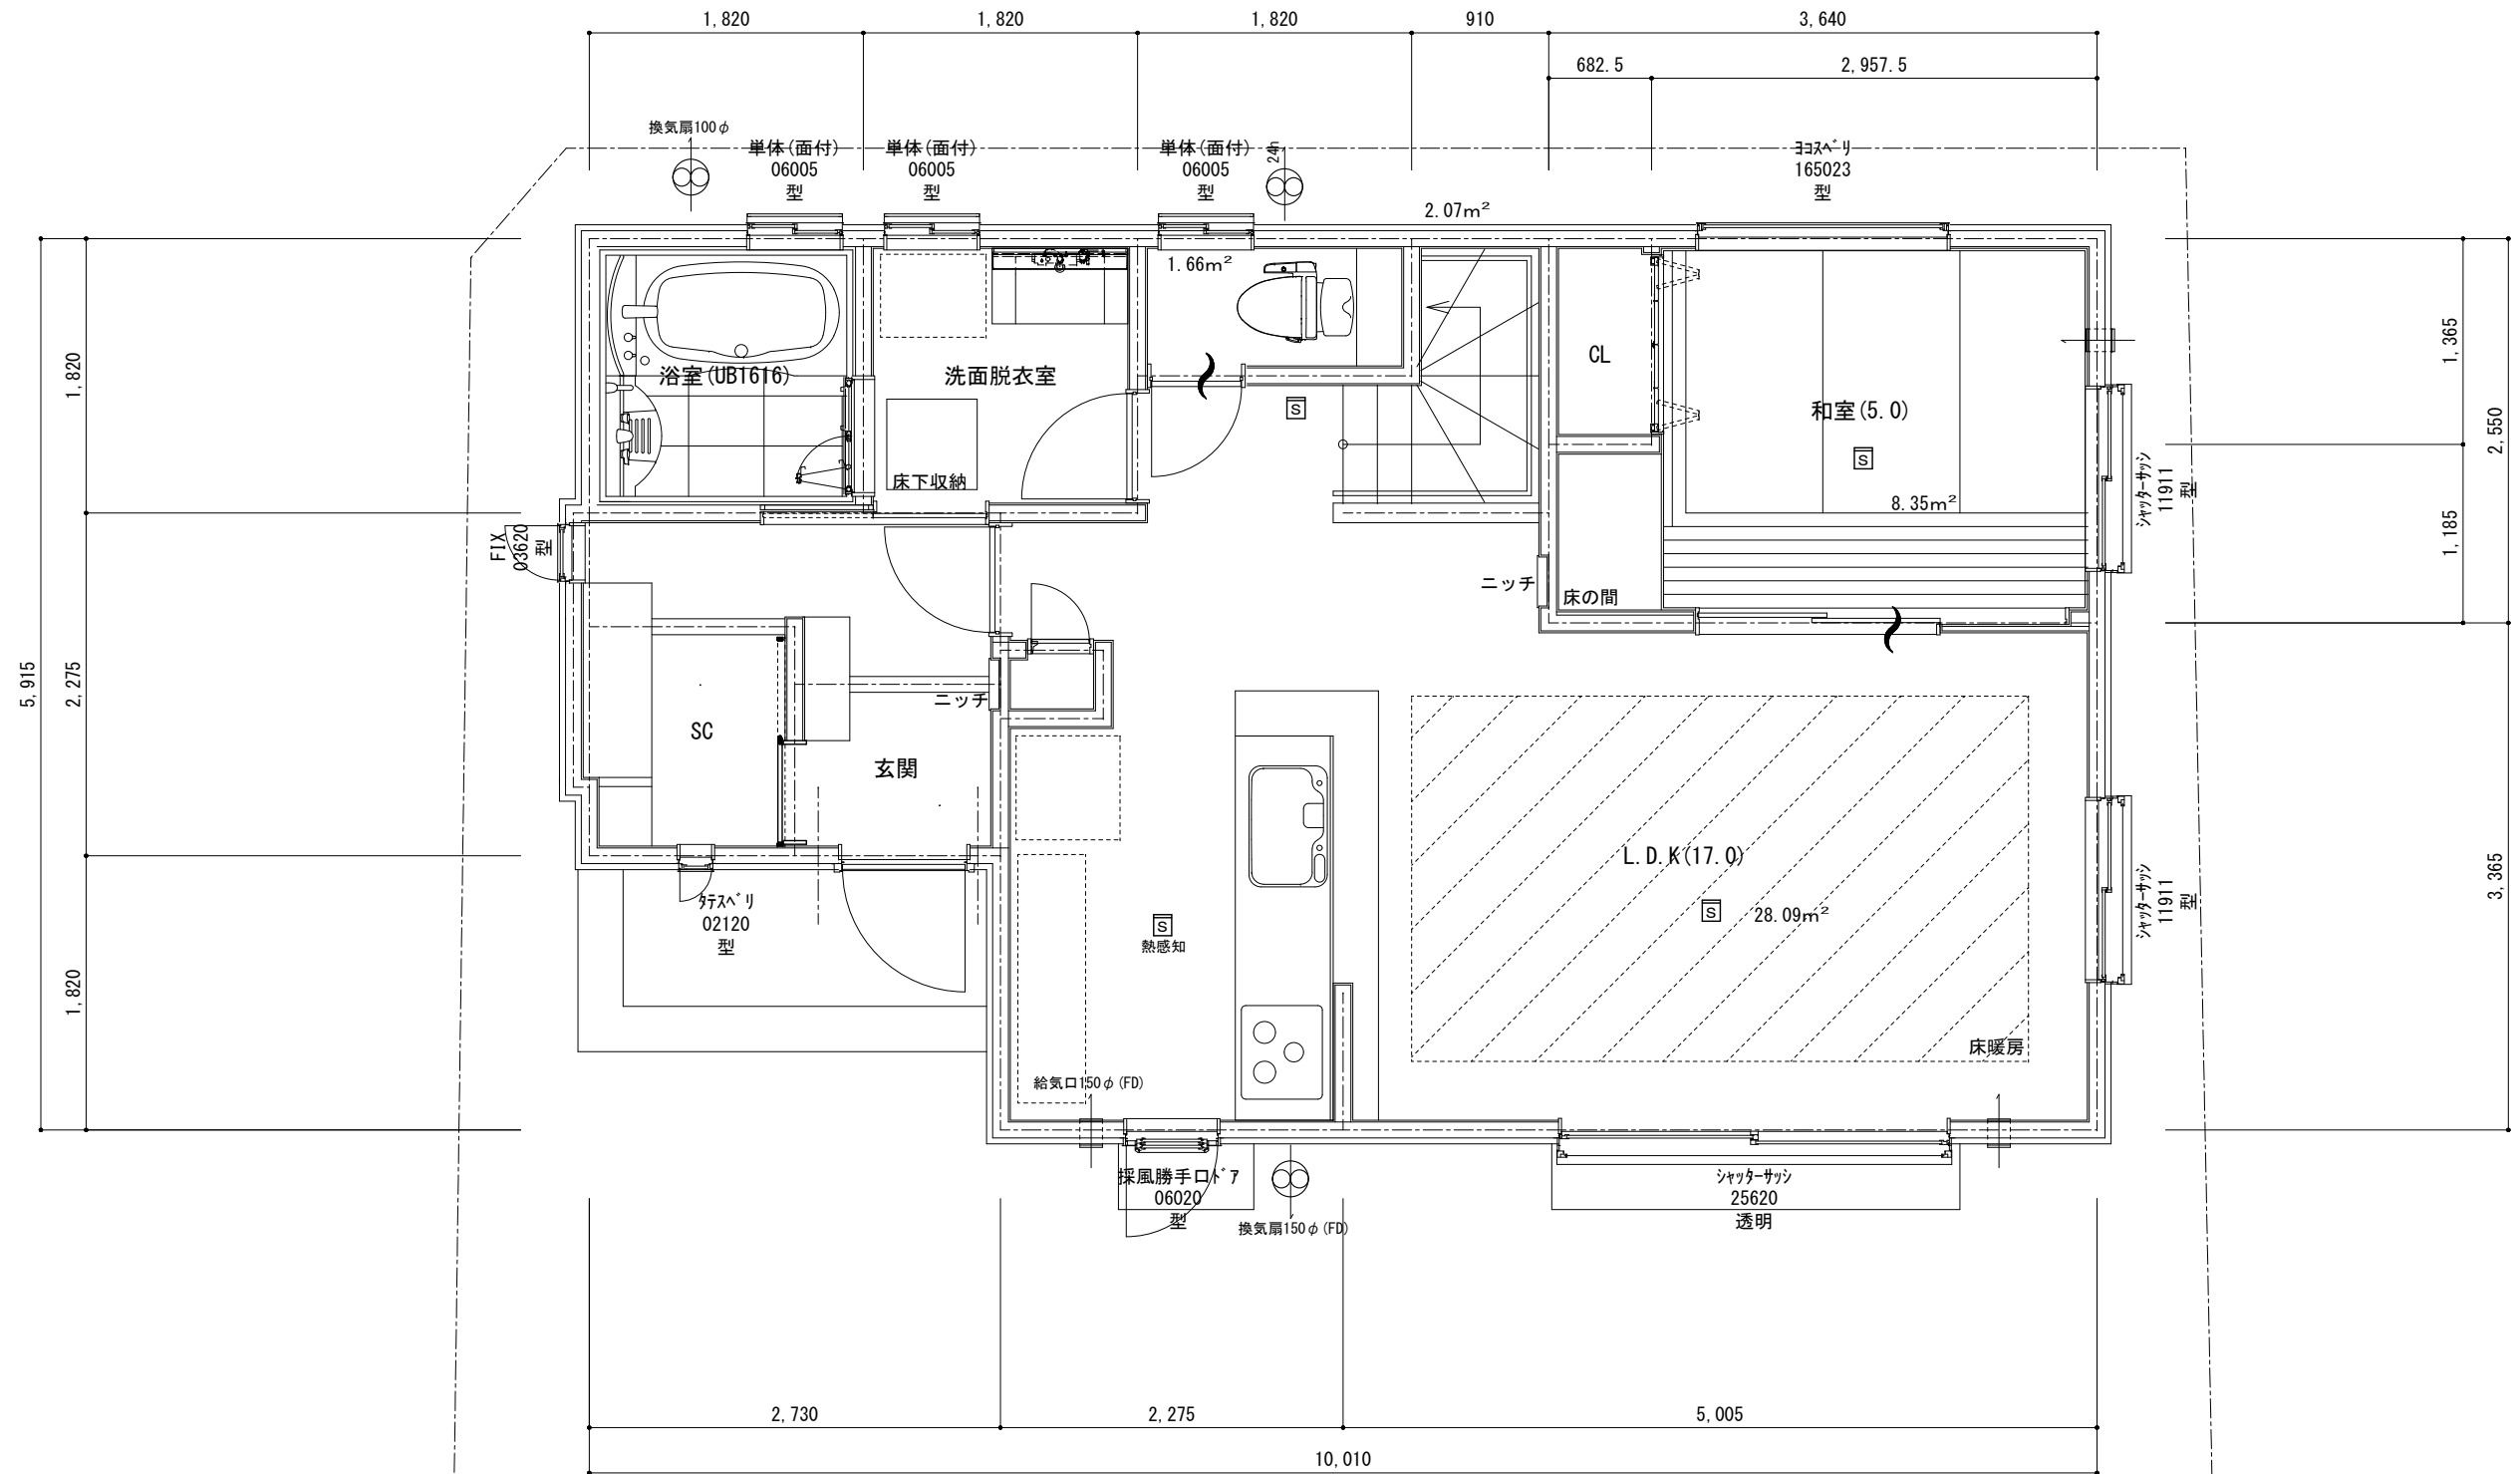 1,820
1,820
1,820
910
3,640
682.5
2,957.5
換気扇100φ
単体(面付)
06005
型
単体(面付)
06005
型
単体(面付)
06005
型
24h
ﾖｺｽﾍﾞﾘ
165023
型
2.07m²
1.66m²
浴室(UB1616)
洗面脱衣室
床下収納
S
CL
和室(5.0)
S
8.35m²
床の間
ニッチ
ｼｬｯﾀｰｻｯｼ
11911
型
1,365
1,185
2,550
3,365
5,915
1,820
2,275
1,820
FIX
03620
型
ニッチ
SC
玄関
ﾀﾃｽﾍﾞﾘ
02120
型
L.D.K(17.0)
S
28.09m²
S
熱感知
床暖房
ｼｬｯﾀｰｻｯｼ
11911
型
給気口150φ(FD)
採風勝手口ﾄﾞｱ
06020
型
換気扇150φ(FD)
ｼｬｯﾀｰｻｯｼ
25620
透明
2,730
2,275
5,005
10,010